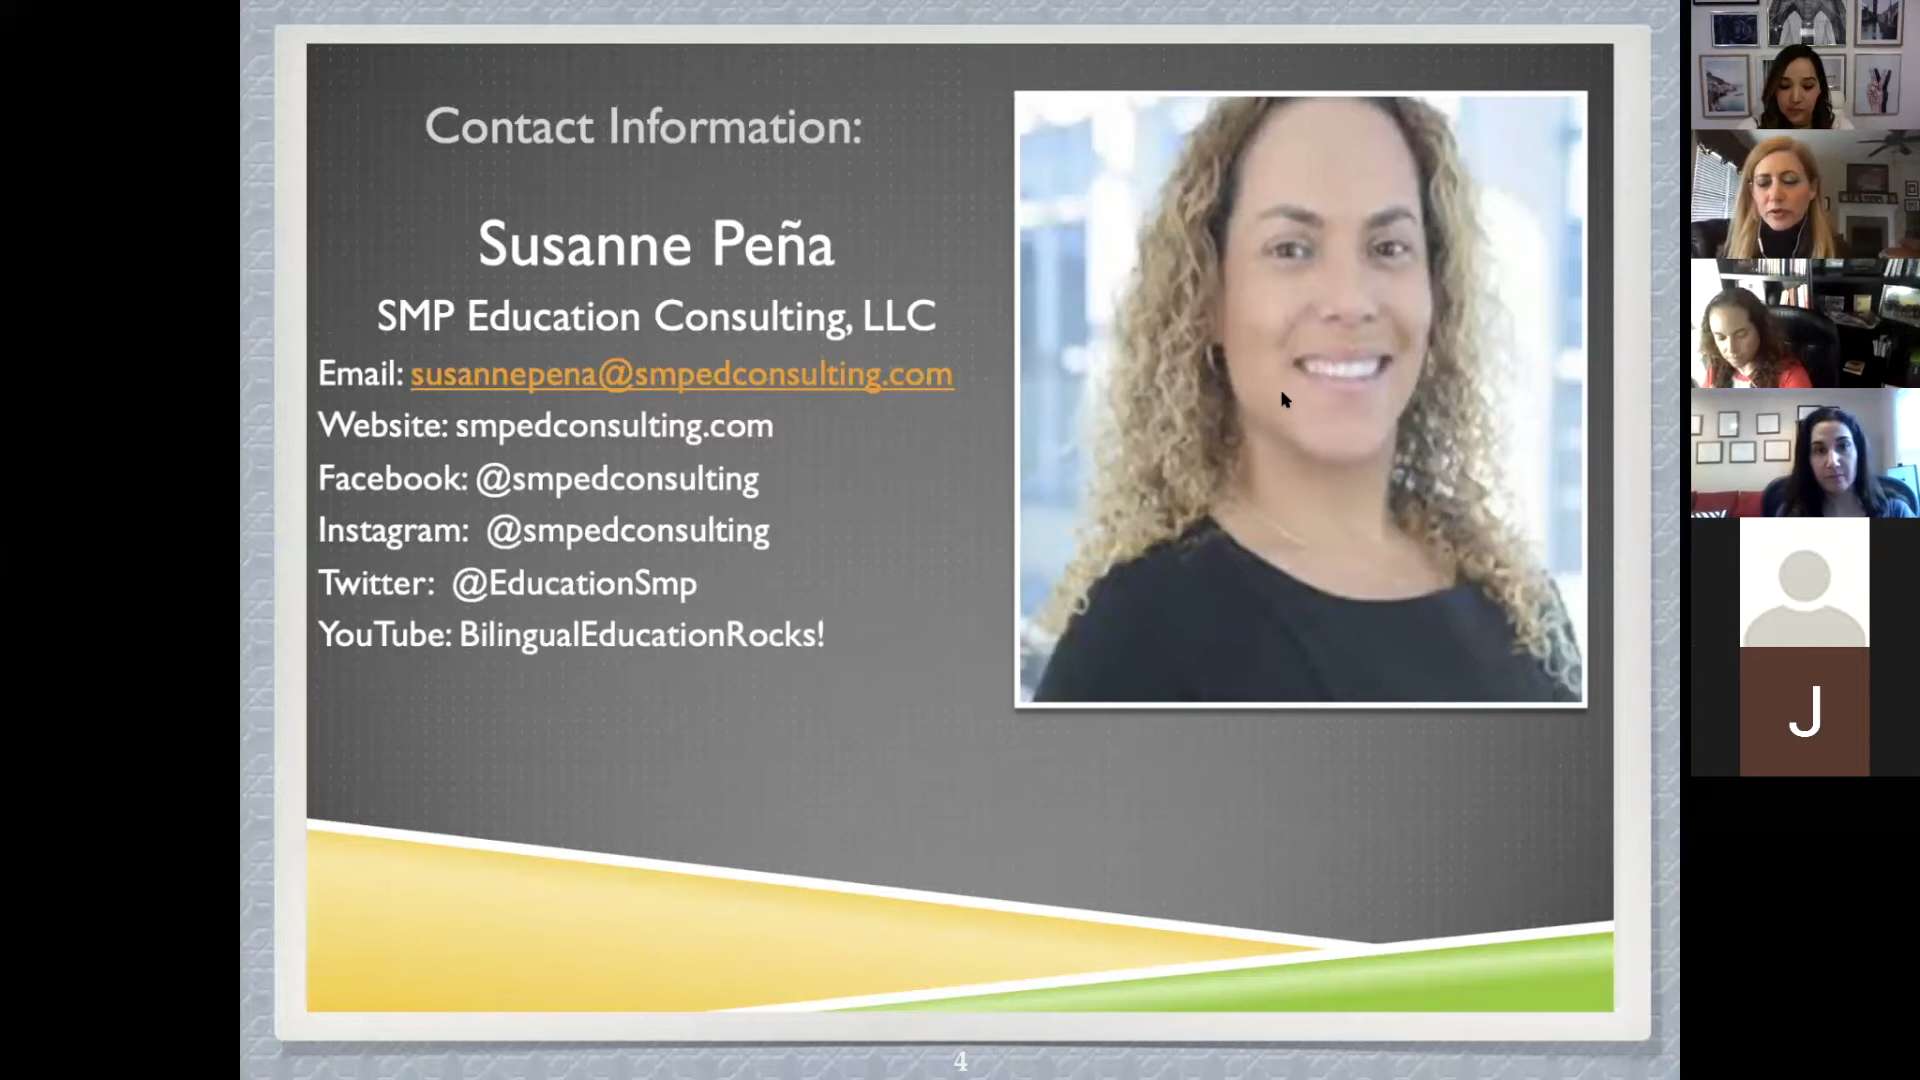 Contact Information:
Susanne Peña
SMP Education Consulting, LLC
Email: susannepena@smpedconsulting.com
Website: smpedconsulting.com
Facebook: @smpedconsulting
Instagram: @smpedconsulting
Twitter: @EducationSmp
YouTube: BilingualEducationRocks!
4
J